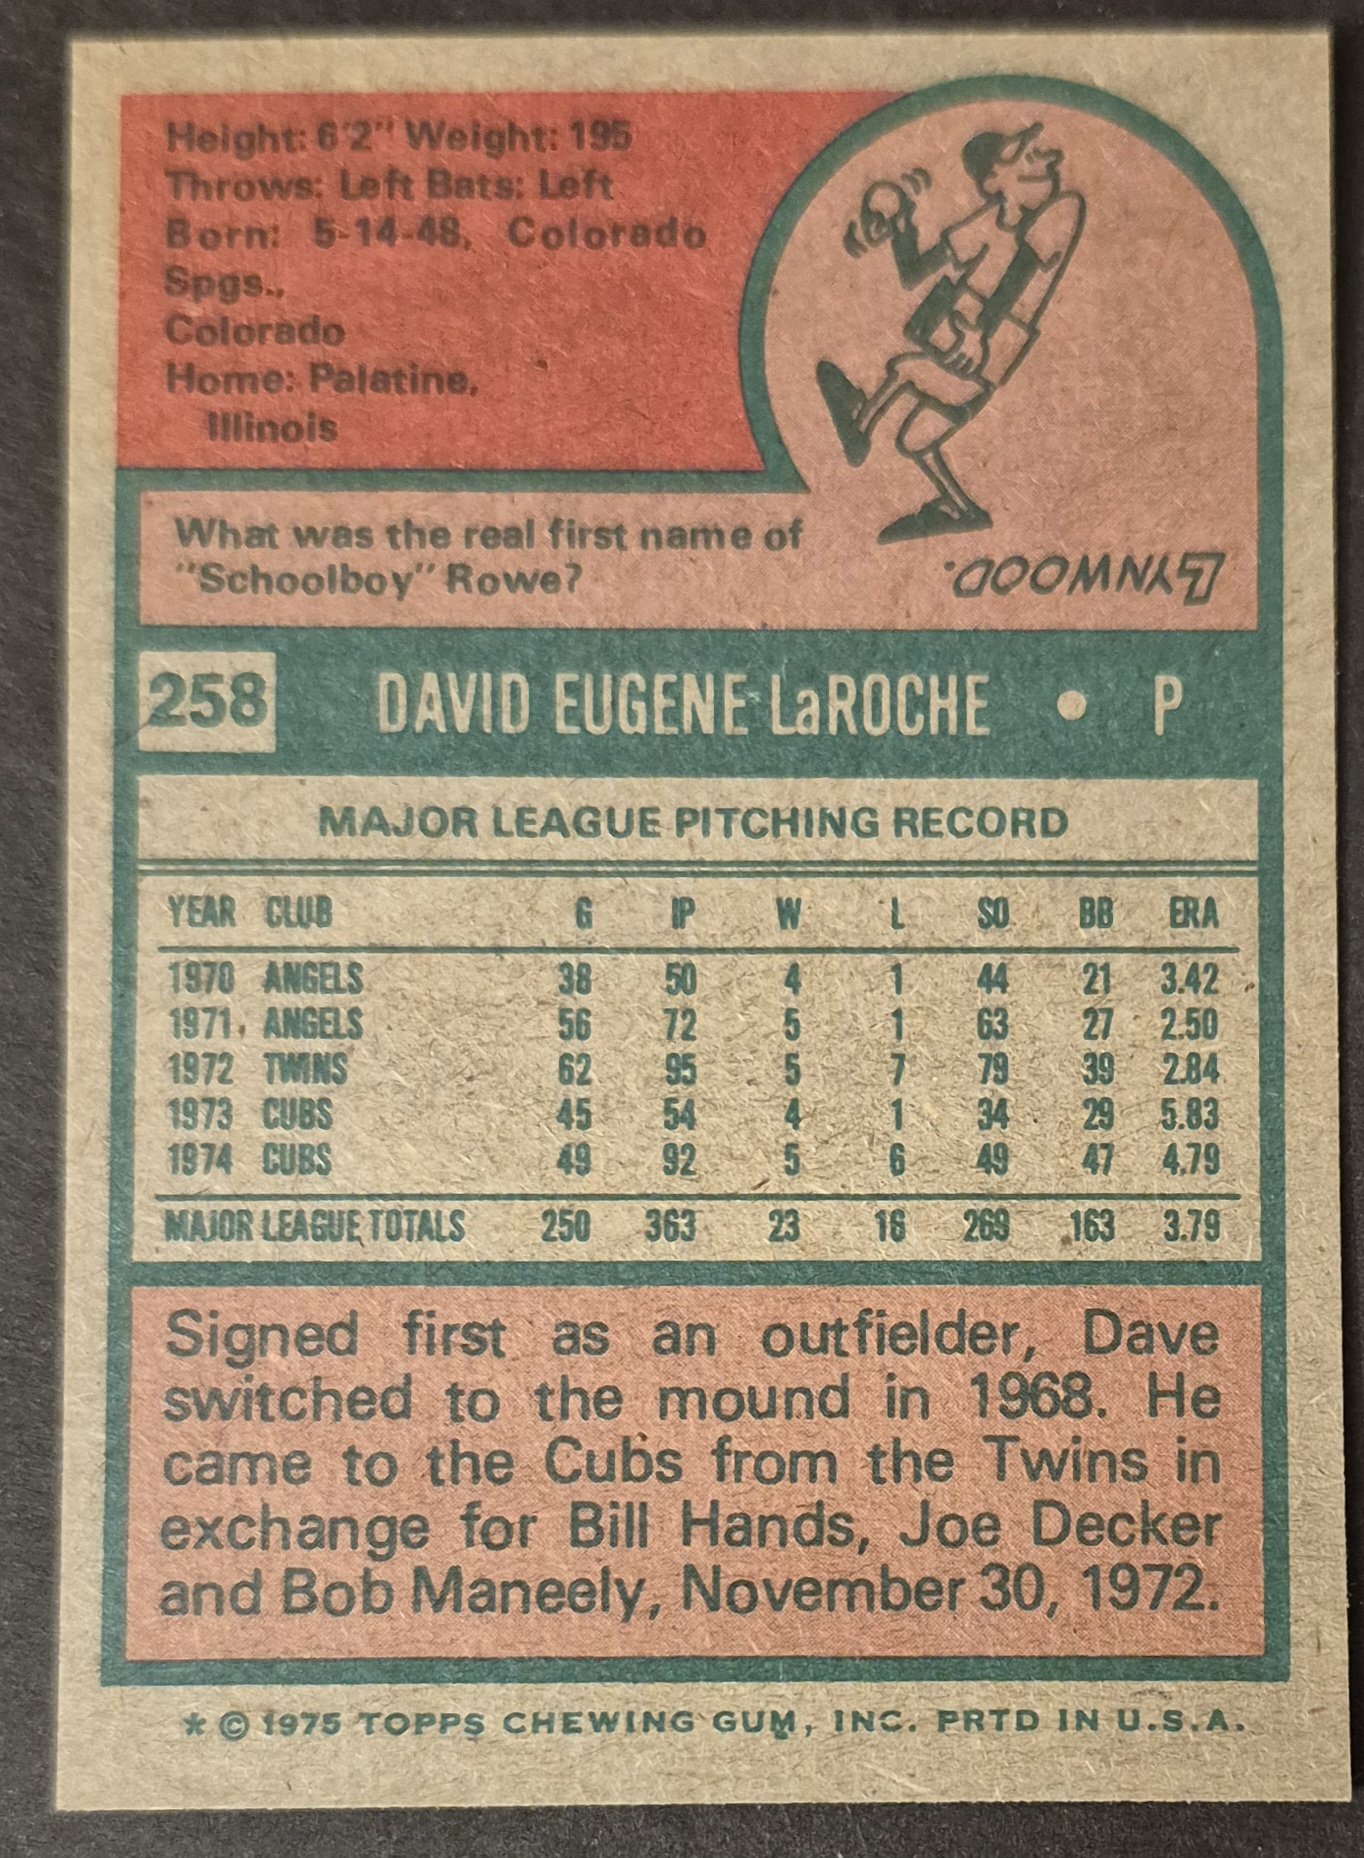 Height: 6'2" Weight: 195
Throws: Left Bats: Left
Born: 5-14-48, Colorado
Spgs.,
Colorado
Home: Palatine,
Illinois
What was the real first name of
"Schoolboy" Rowe?
LYNWOOD.
258 DAVID EUGENE LaROCHE • P
MAJOR LEAGUE PITCHING RECORD
YEAR CLUB G IP W L SO BB ERA
1970 ANGELS 38 50 4 1 44 21 3.42
1971 ANGELS 56 72 5 1 63 27 2.50
1972 TWINS 62 95 5 7 79 39 2.84
1973 CUBS 45 54 4 1 34 29 5.83
1974 CUBS 49 92 5 6 49 47 4.79
MAJOR LEAGUE TOTALS 250 363 23 16 269 163 3.79
Signed first as an outfielder, Dave
switched to the mound in 1968. He
came to the Cubs from the Twins in
exchange for Bill Hands, Joe Decker
and Bob Maneely, November 30, 1972.
* © 1975 TOPPS CHEWING GUM, INC. PRTD IN U.S.A.